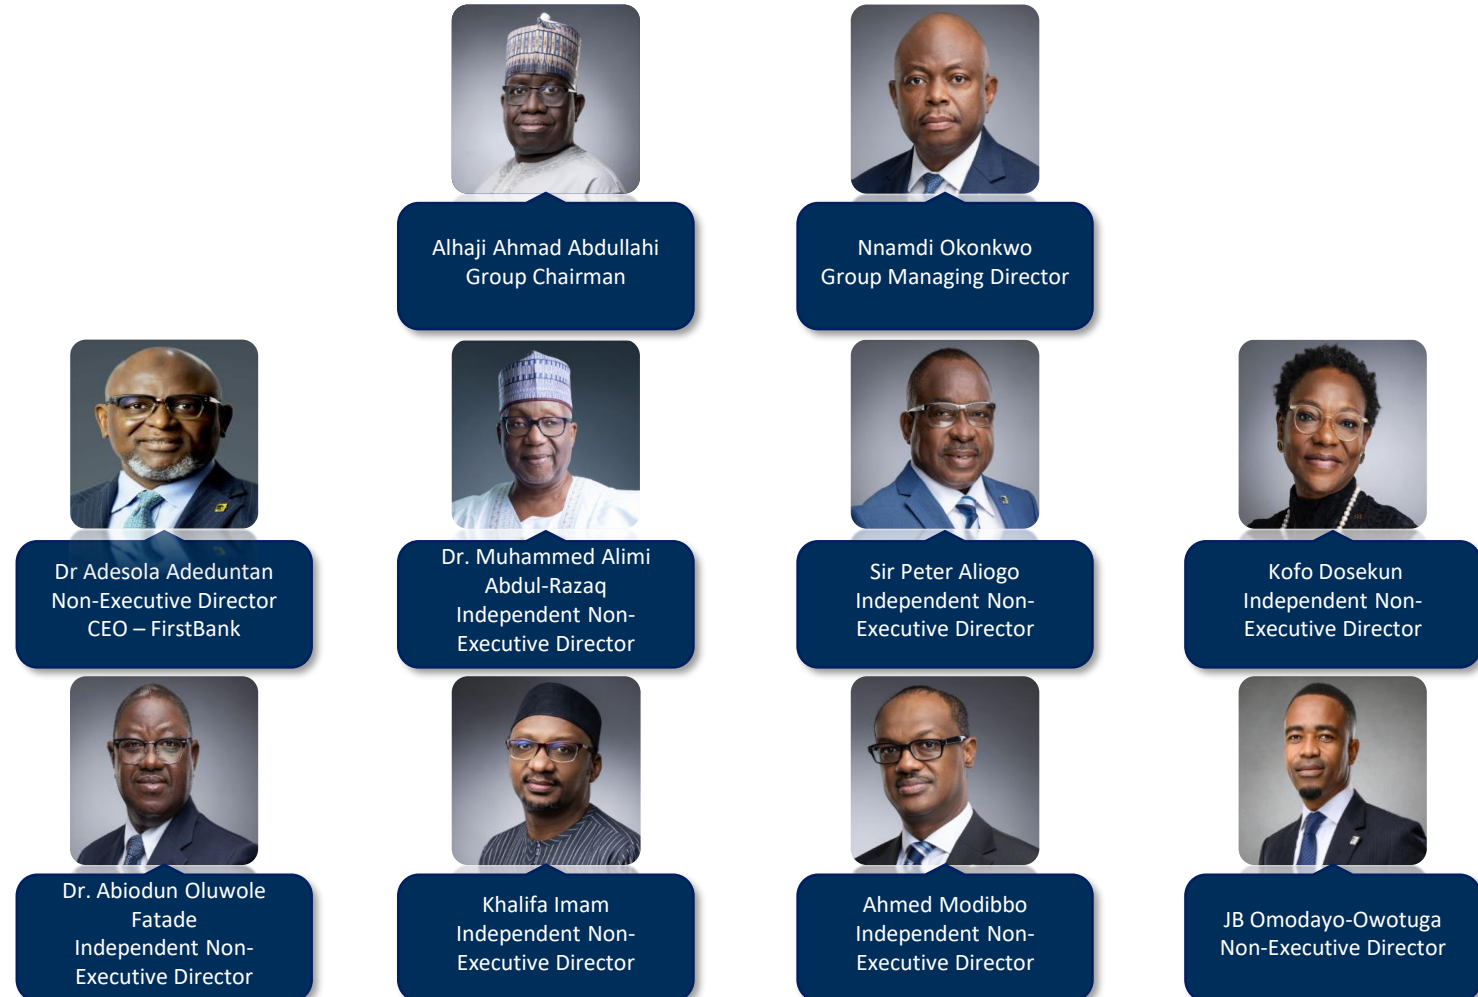 Alhaji Ahmad Abdullahi
Group Chairman
Nnamdi Okonkwo
Group Managing Director
Dr Adesola Adeduntan
Non-Executive Director
CEO – FirstBank
Dr. Muhammed Alimi
Abdul-Razaq
Independent Non-
Executive Director
Sir Peter Aliogo
Independent Non-
Executive Director
Kofo Dosekun
Independent Non-
Executive Director
Dr. Abiodun Oluwole
Fatade
Independent Non-
Executive Director
Khalifa Imam
Independent Non-
Executive Director
Ahmed Modibbo
Independent Non-
Executive Director
JB Omodayo-Owotuga
Non-Executive Director